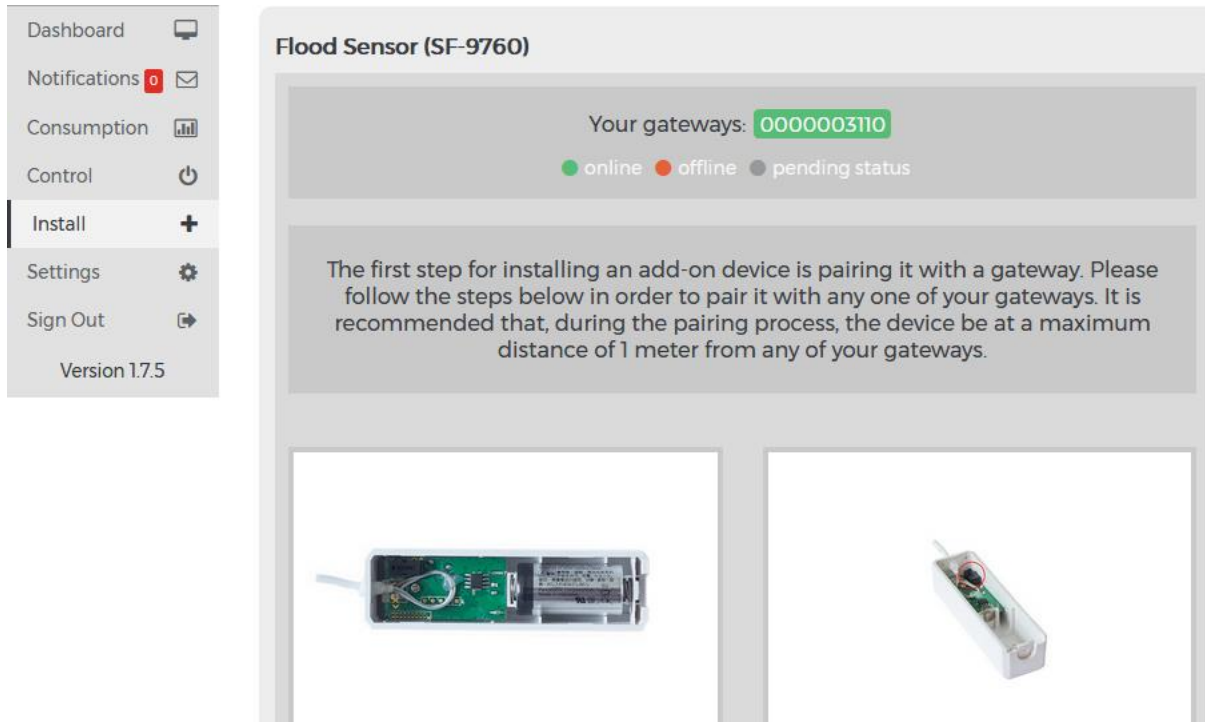 Dashboard
Notifications 0
Consumption
Control
Install
Settings
Sign Out
Version 1.7.5
Flood Sensor (SF-9760)
Your gateways: 0000003110
online offline pending status
The first step for installing an add-on device is pairing it with a gateway. Please
follow the steps below in order to pair it with any one of your gateways. It is
recommended that, during the pairing process, the device be at a maximum
distance of 1 meter from any of your gateways.